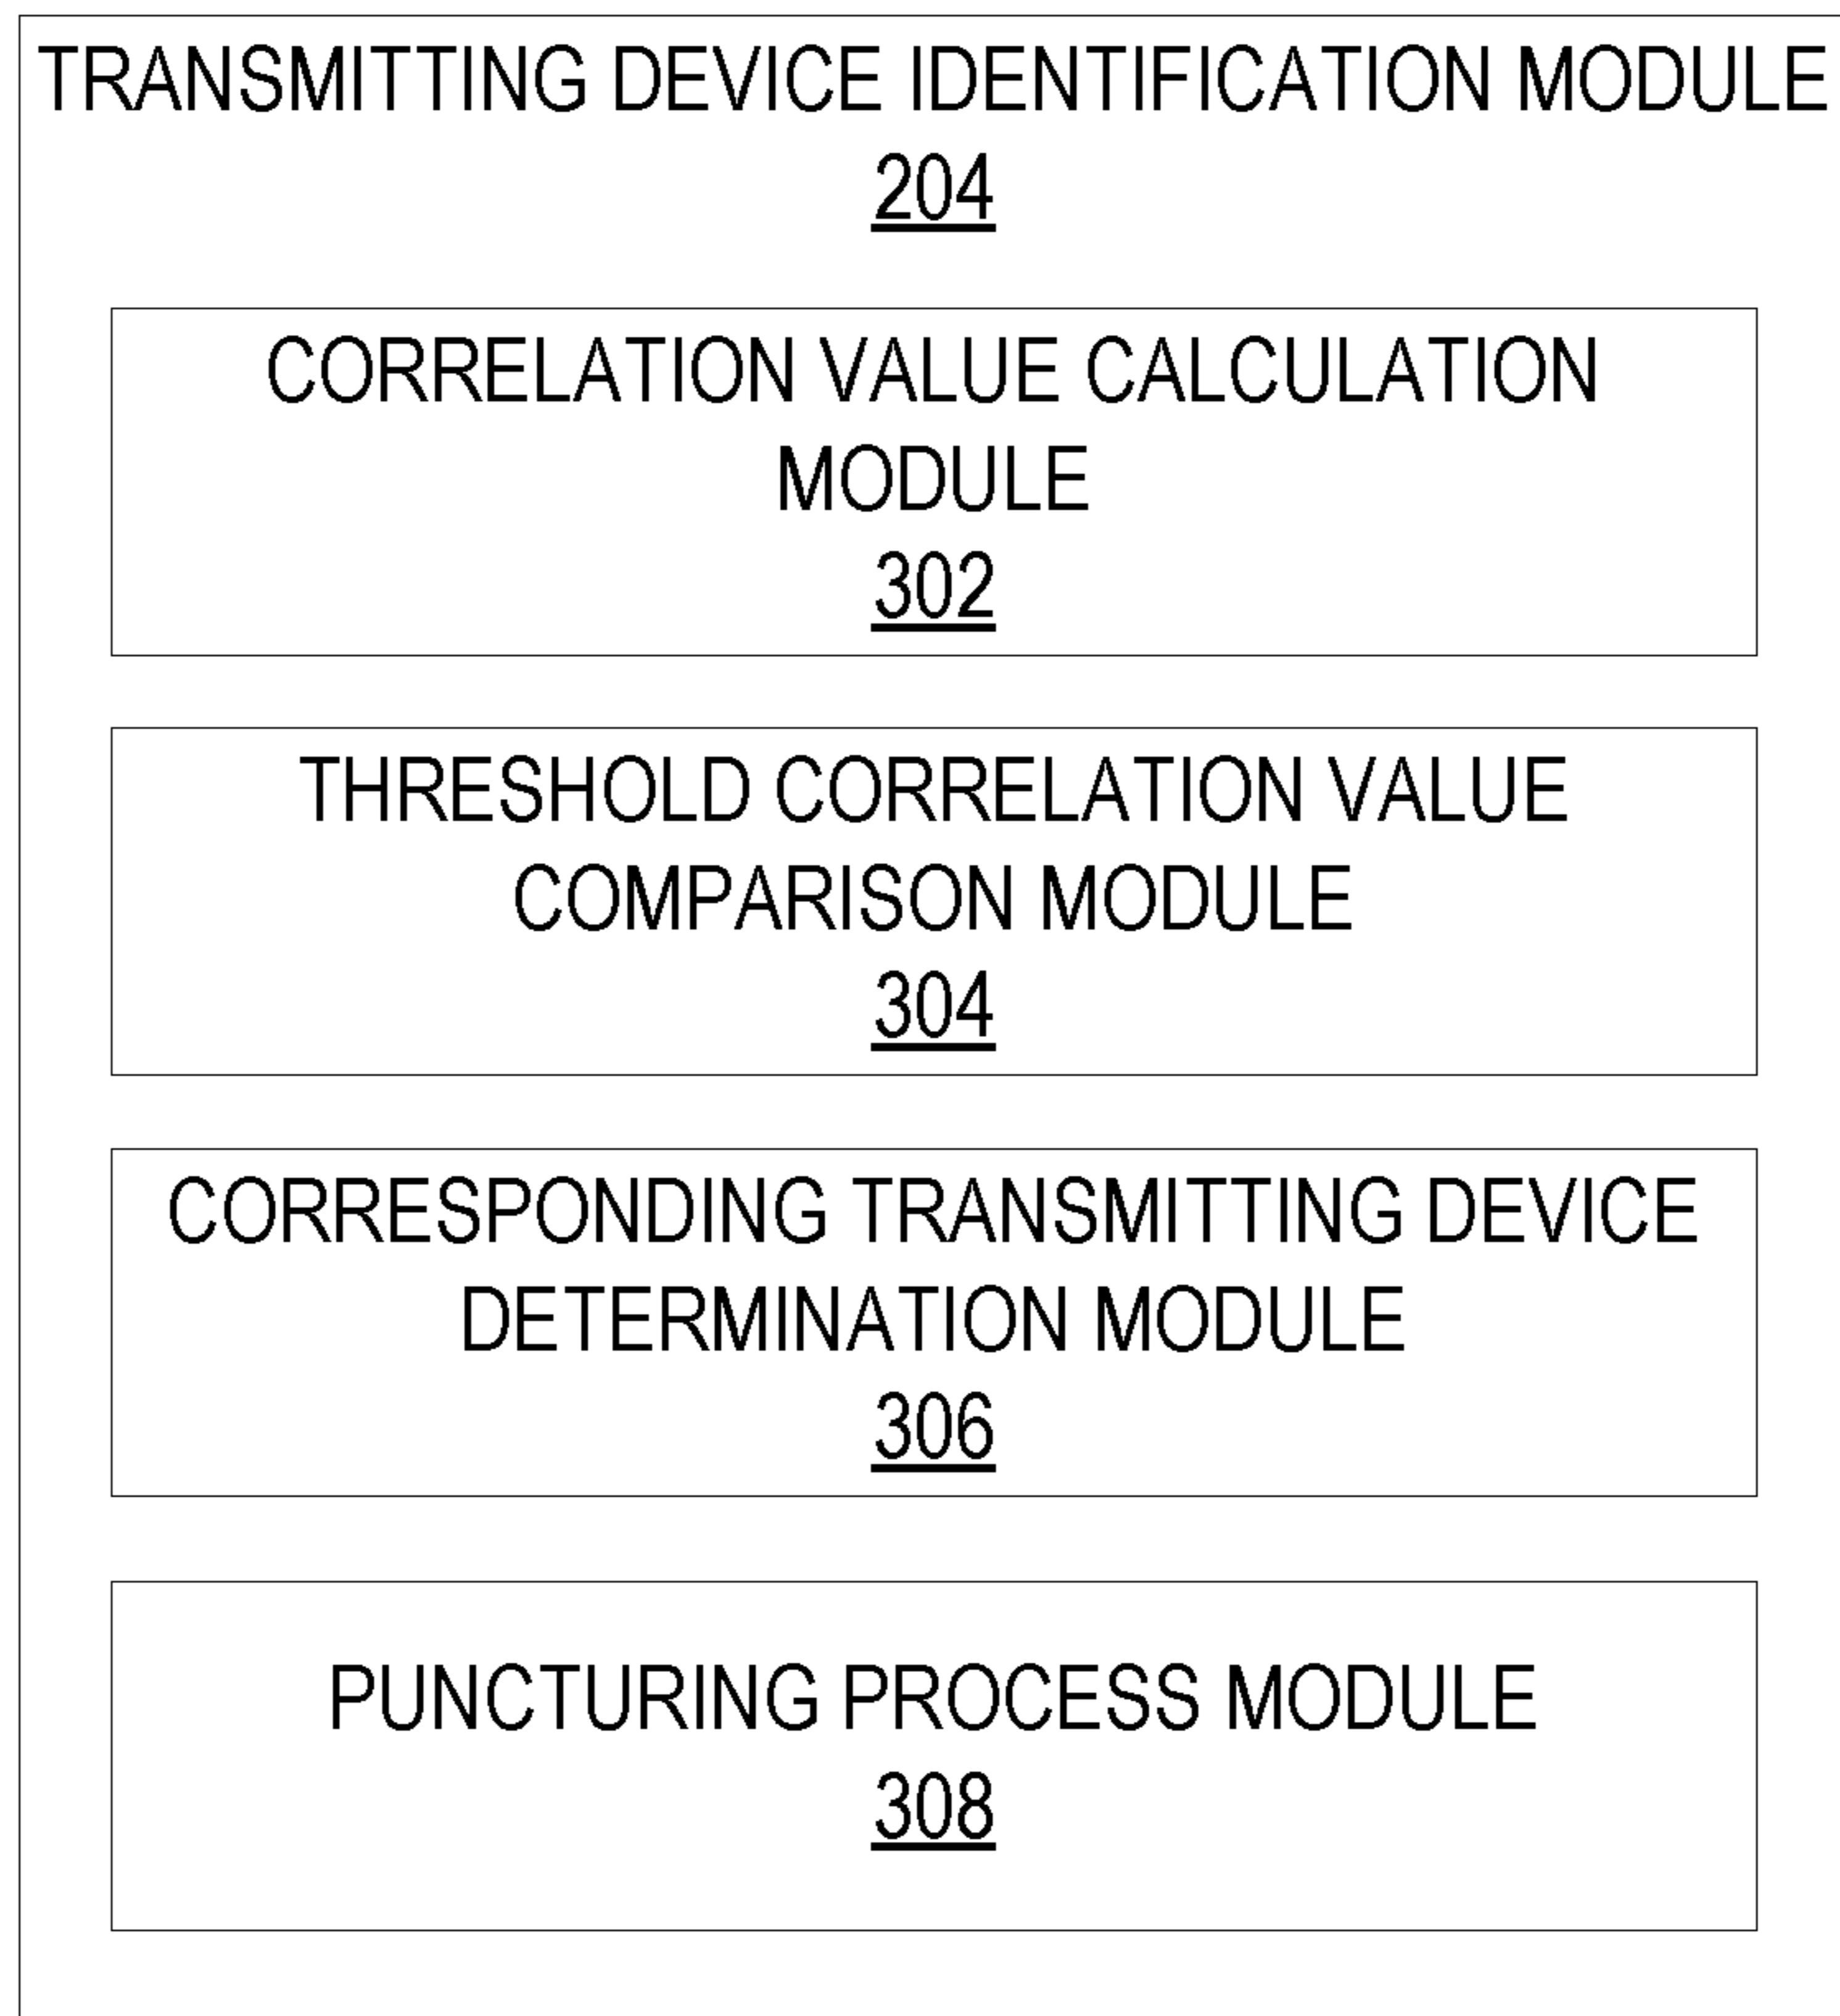 TRANSMITTING DEVICE IDENTIFICATION MODULE
204
CORRELATION VALUE CALCULATION
MODULE
302
THRESHOLD CORRELATION VALUE
COMPARISON MODULE
304
CORRESPONDING TRANSMITTING DEVICE
DETERMINATION MODULE
306
PUNCTURING PROCESS MODULE
308